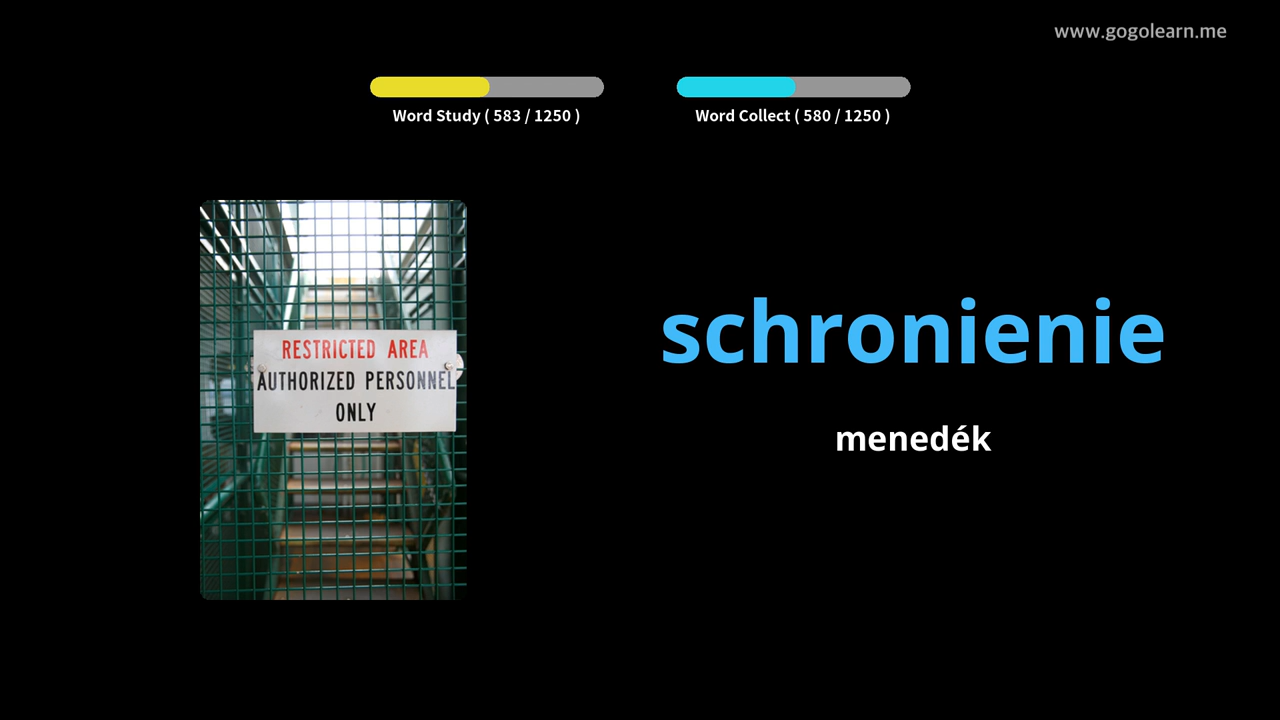 www.gogolearn.me
Word Study ( 583 / 1250 )
Word Collect ( 580 / 1250 )
RESTRICTED AREA
AUTHORIZED PERSONNEL
ONLY
schronienie
menedék